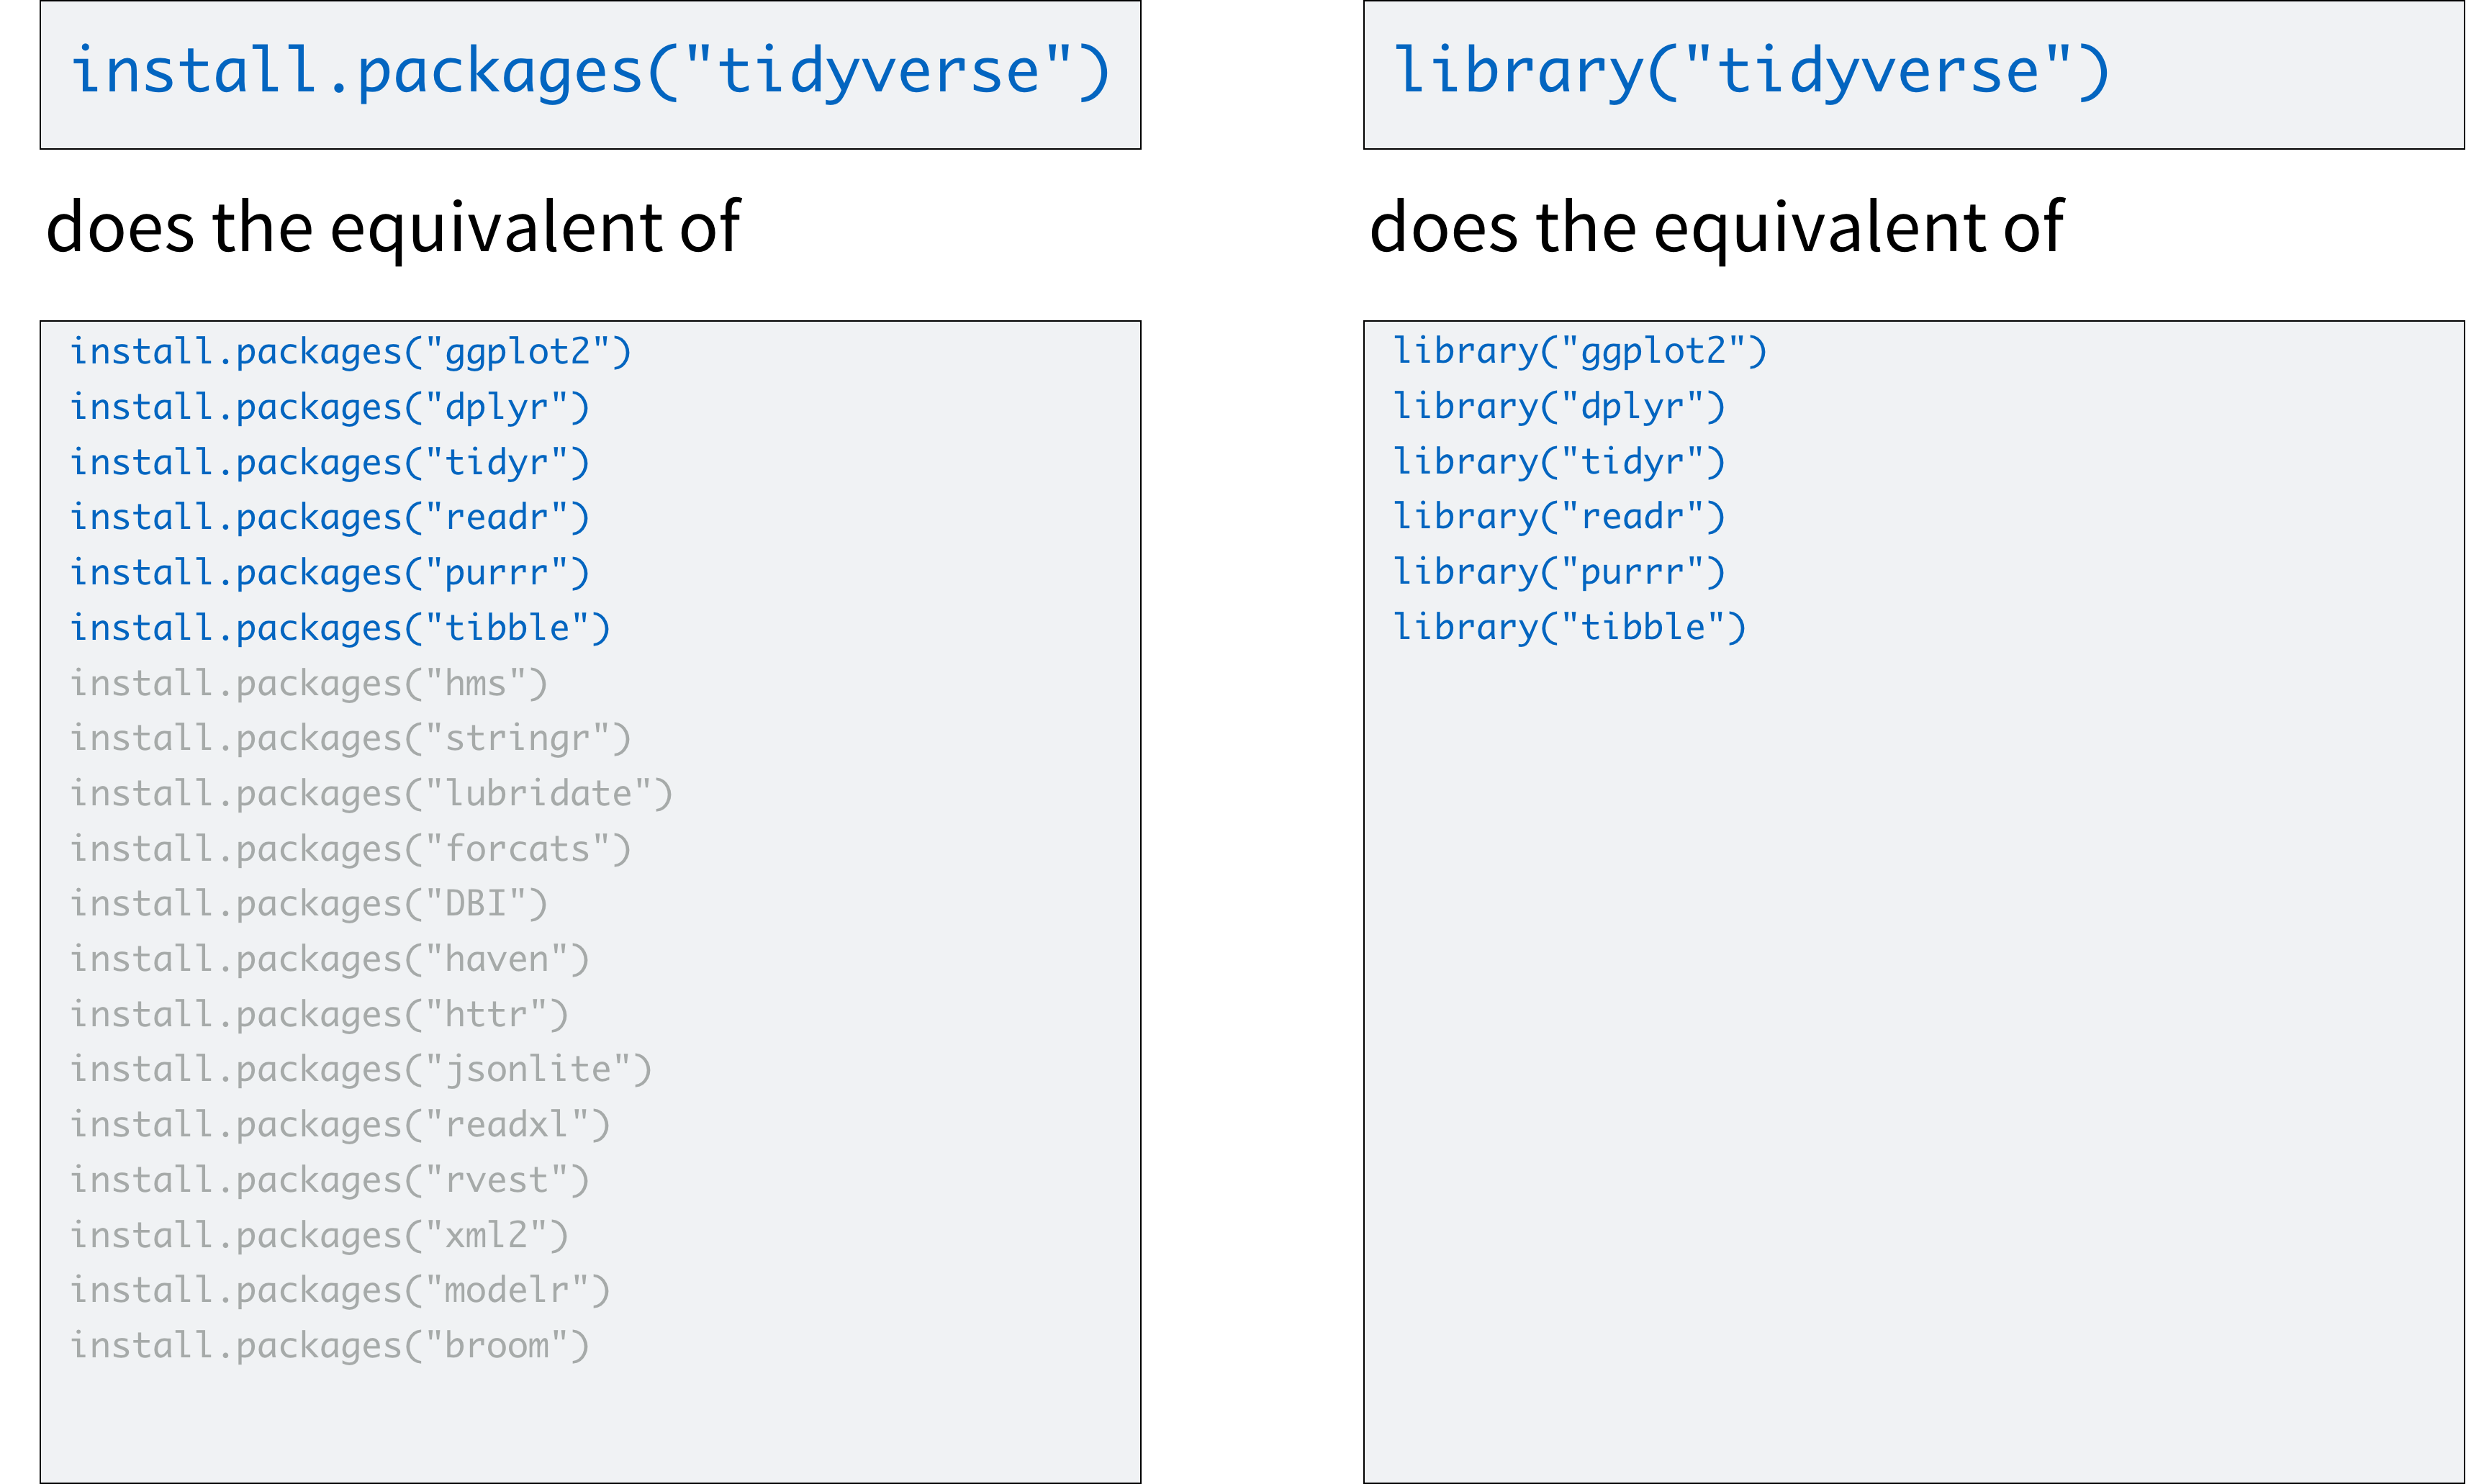 install.packages("tidyverse")
does the equivalent of
install.packages("ggplot2")
install.packages("dplyr")
install.packages("tidyr")
install.packages("readr")
install.packages("purrr")
install.packages("tibble")
install.packages("hms")
install.packages("stringr")
install.packages("lubridate")
install.packages("forcats")
install.packages("DBI")
install.packages("haven")
install.packages("httr")
install.packages("jsonlite")
install.packages("readxl")
install.packages("rvest")
install.packages("xml2")
install.packages("modelr")
install.packages("broom")
library("tidyverse")
does the equivalent of
library("ggplot2")
library("dplyr")
library("tidyr")
library("readr")
library("purrr")
library("tibble")